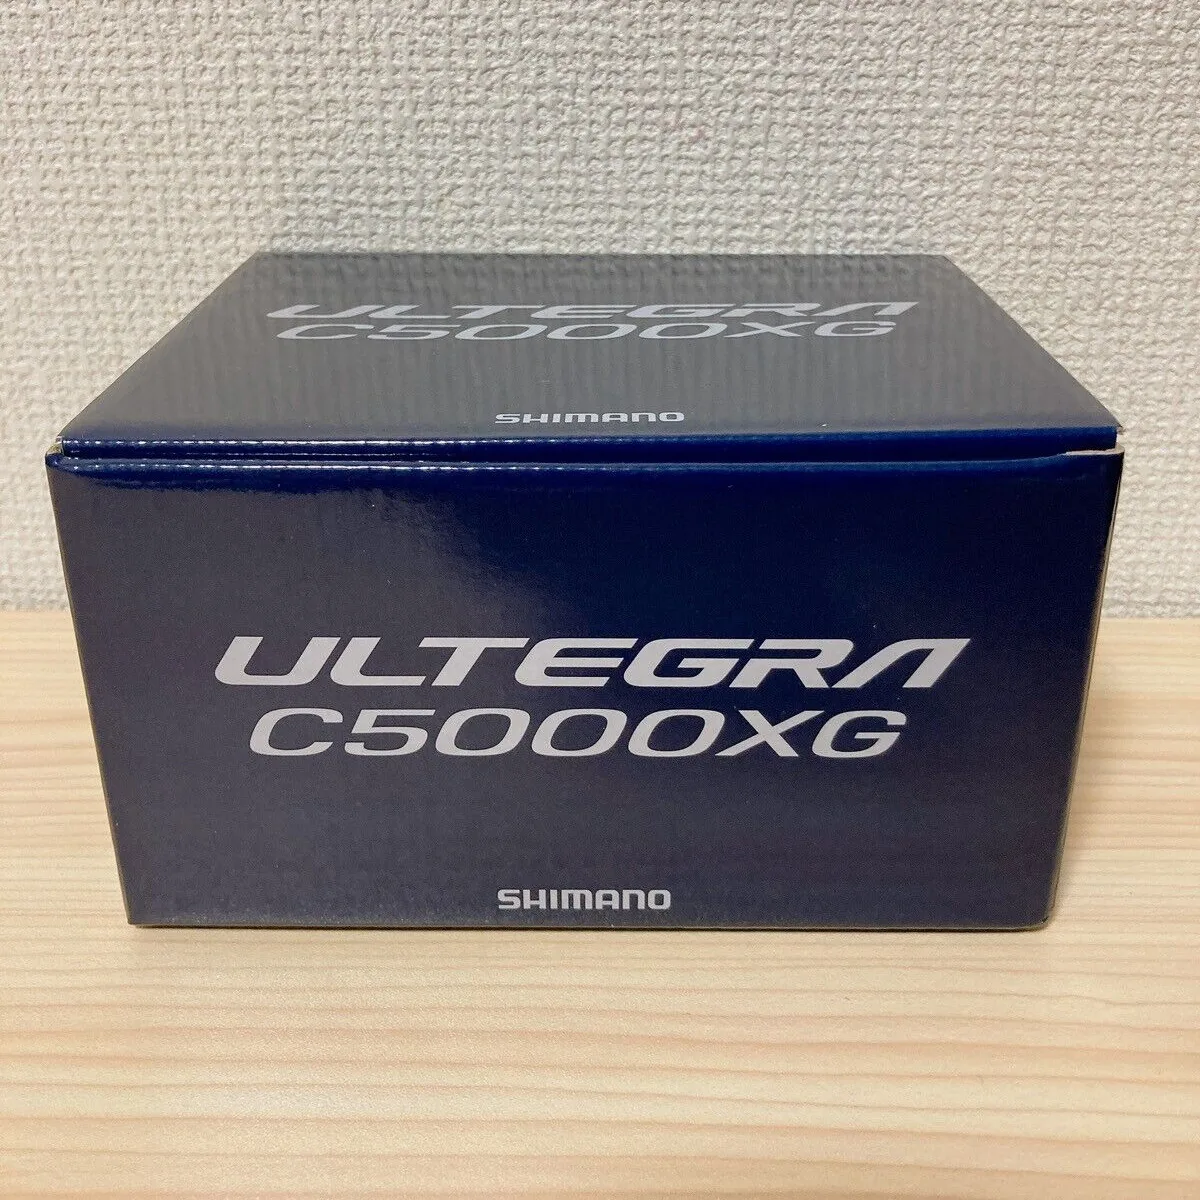 ULTEGRA
C5000XG
SHIMANO
ULTEGRA
C5000XG
SHIMANO